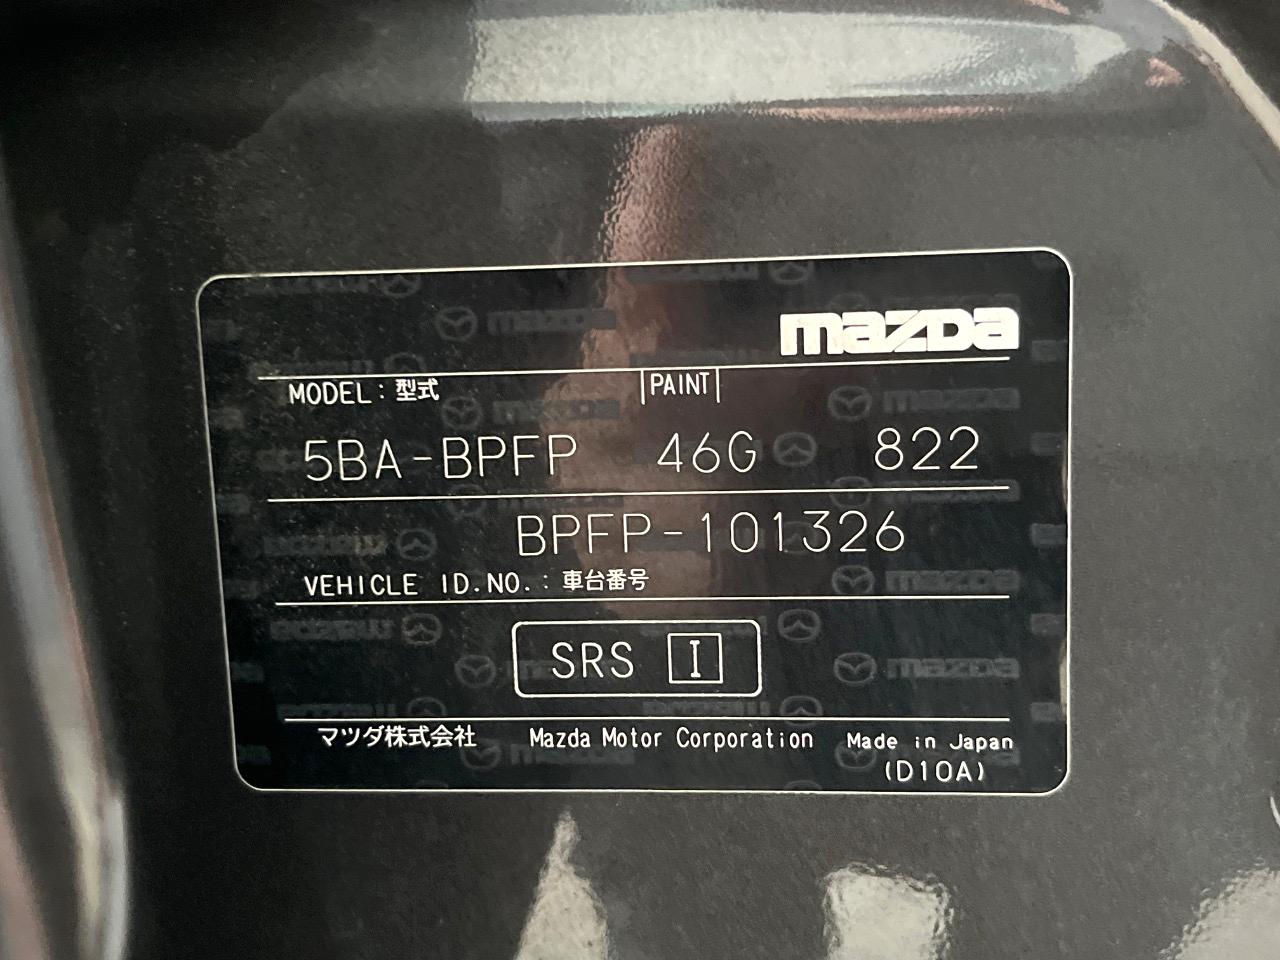 mazda
MODEL : 型式 PAINT
5BA-BPFP 46G 822
BPFP-101326
VEHICLE ID.NO. : 車台番号
SRS I
マツダ株式会社 Mazda Motor Corporation Made in Japan
(D10A)